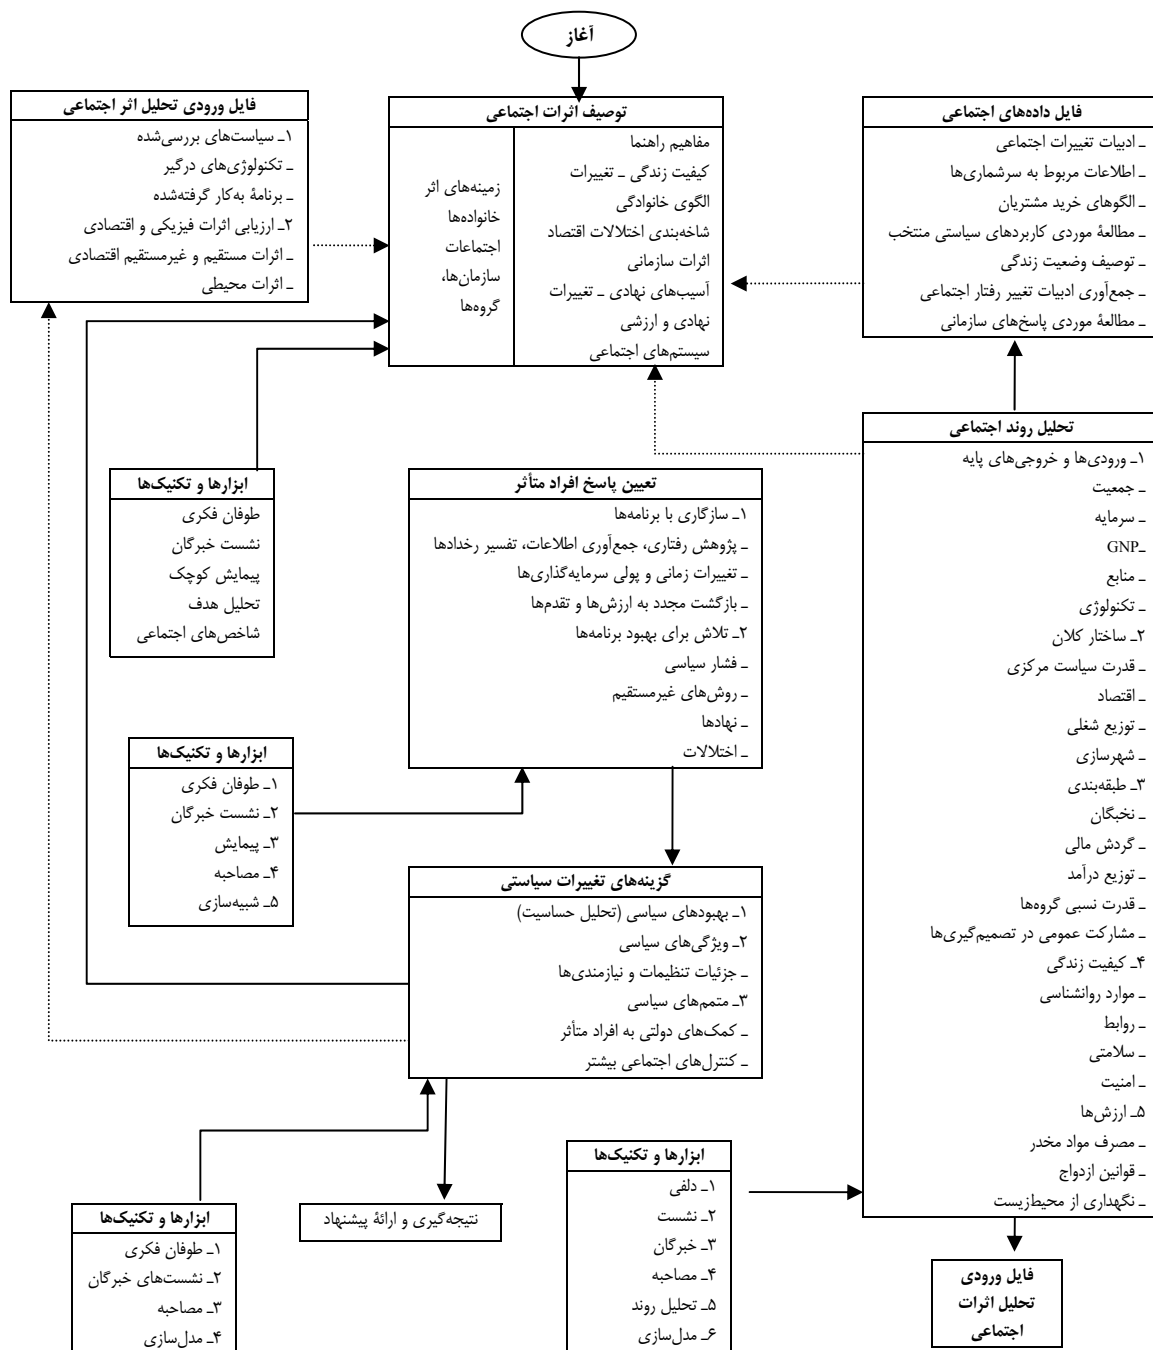 آغاز
فایل ورودی تحلیل اثر اجتماعی
۱ـ سیاست‌های بررسی‌شده
ـ تکنولوژی‌های درگیر
ـ برنامۀ به‌کار گرفته‌شده
۲ـ ارزیابی اثرات فیزیکی و اقتصادی
ـ اثرات مستقیم و غیرمستقیم اقتصادی
ـ اثرات محیطی
توصیف اثرات اجتماعی
مفاهیم راهنما
کیفیت زندگی ـ تغییرات
الگوی خانوادگی
شاخه‌بندی اختلالات اقتصاد
اثرات سازمانی
آسیب‌های نهادی ـ تغییرات
نهادی و ارزشی
سیستم‌های اجتماعی
زمینه‌های اثر
خانواده‌ها
اجتماعات
سازمان‌ها،
گروه‌ها
فایل داده‌های اجتماعی
ـ ادبیات تغییرات اجتماعی
ـ اطلاعات مربوط به سرشماری‌ها
ـ الگوهای خرید مشتریان
ـ مطالعۀ موردی کاربردهای سیاستی منتخب
ـ توصیف وضعیت زندگی
ـ جمع‌آوری ادبیات تغییر رفتار اجتماعی
ـ مطالعۀ موردی پاسخ‌های سازمانی
تحلیل روند اجتماعی
۱ـ ورودی‌ها و خروجی‌های پایه
ـ جمعیت
ـ سرمایه
ـGNP
ـ منابع
ـ تکنولوژی
۲ـ ساختار کلان
ـ قدرت سیاست مرکزی
ـ اقتصاد
ـ توزیع شغلی
ـ شهرسازی
۳ـ طبقه‌بندی
ـ نخبگان
ـ گردش مالی
ـ توزیع درآمد
ـ قدرت نسبی گروه‌ها
ـ مشارکت عمومی در تصمیم‌گیری‌ها
۴ـ کیفیت زندگی
ـ موارد روانشناسی
ـ روابط
ـ سلامتی
ـ امنیت
۵ـ ارزش‌ها
ـ مصرف مواد مخدر
ـ قوانین ازدواج
ـ نگهداری از محیط‌زیست
ابزارها و تکنیک‌ها
طوفان فکری
نشست خبرگان
پیمایش کوچک
تحلیل هدف
شاخص‌های اجتماعی
تعیین پاسخ افراد متأثر
۱ـ سازگاری با برنامه‌ها
ـ پژوهش رفتاری، جمع‌آوری اطلاعات، تفسیر رخدادها
ـ تغییرات زمانی و پولی سرمایه‌گذاری‌ها
ـ بازگشت مجدد به ارزش‌ها و تقدم‌ها
۲ـ تلاش برای بهبود برنامه‌ها
ـ فشار سیاسی
ـ روش‌های غیرمستقیم
ـ نهادها
ـ اختلالات
ابزارها و تکنیک‌ها
۱ـ طوفان فکری
۲ـ نشست خبرگان
۳ـ پیمایش
۴ـ مصاحبه
۵ـ شبیه‌سازی
گزینه‌های تغییرات سیاستی
۱ـ بهبودهای سیاسی (تحلیل حساسیت)
۲ـ ویژگی‌های سیاسی
ـ جزئیات تنظیمات و نیازمندی‌ها
۳ـ متمم‌های سیاسی
ـ کمک‌های دولتی به افراد متأثر
ـ کنترل‌های اجتماعی بیشتر
ابزارها و تکنیک‌ها
۱ـ طوفان فکری
۲ـ نشست‌های خبرگان
۳ـ مصاحبه
۴ـ مدل‌سازی
نتیجه‌گیری و ارائۀ پیشنهاد
ابزارها و تکنیک‌ها
۱ـ دلفی
۲ـ نشست
۳ـ خبرگان
۴ـ مصاحبه
۵ـ تحلیل روند
۶ـ مدل‌سازی
فایل ورودی
تحلیل اثرات
اجتماعی